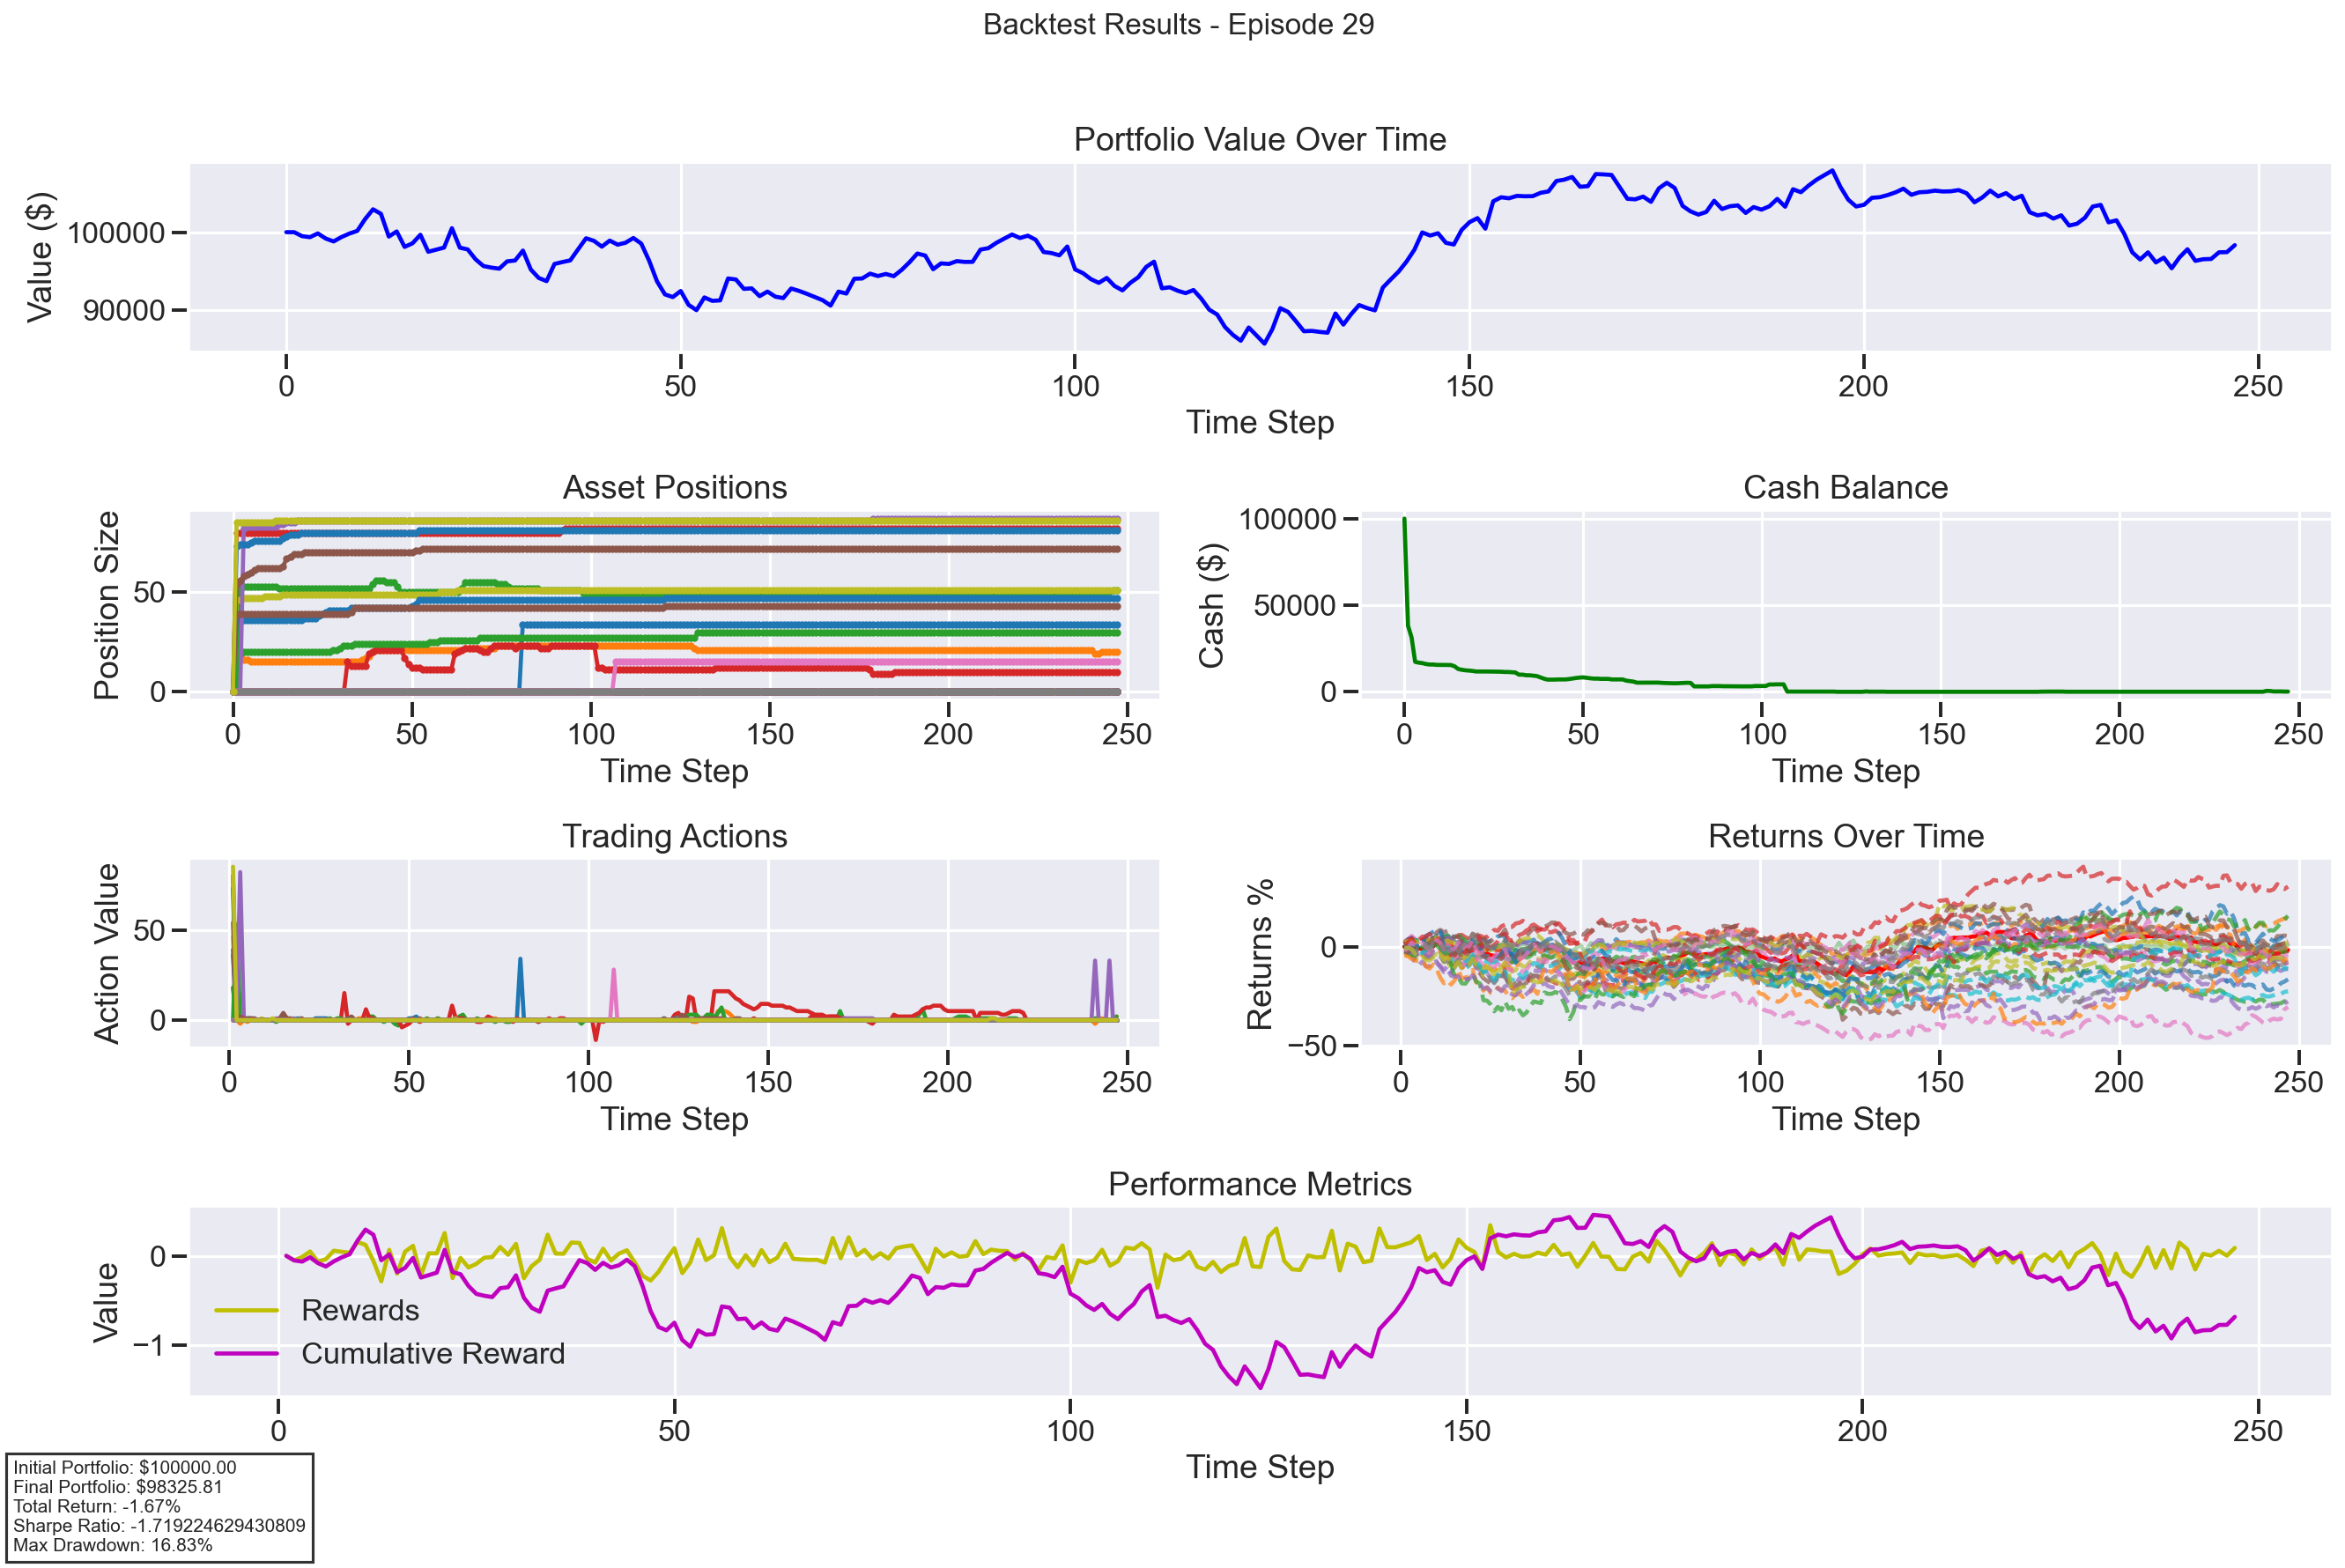 Backtest Results - Episode 29
Portfolio Value Over Time
Value ($)
100000
90000
0 50 100 150 200 250
Time Step
Asset Positions
Position Size
50
0
0 50 100 150 200 250
Time Step
Cash Balance
Cash ($)
100000
50000
0
0 50 100 150 200 250
Time Step
Trading Actions
Action Value
50
0
0 50 100 150 200 250
Time Step
Returns Over Time
Returns %
0
−50
0 50 100 150 200 250
Time Step
Performance Metrics
Value
0
−1
Rewards
Cumulative Reward
0 50 100 150 200 250
Time Step
Initial Portfolio: $100000.00
Final Portfolio: $98325.81
Total Return: -1.67%
Sharpe Ratio: -1.719224629430809
Max Drawdown: 16.83%